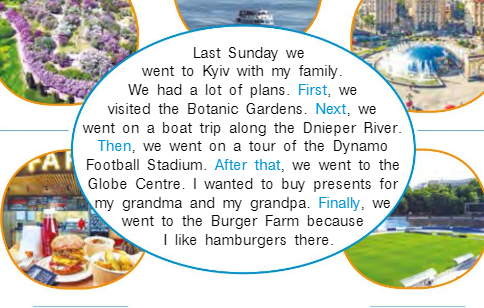 Last Sunday we
went to Kyiv with my family.
We had a lot of plans. First, we
visited the Botanic Gardens. Next, we
went on a boat trip along the Dnieper River.
Then, we went on a tour of the Dynamo
Football Stadium. After that, we went to the
Globe Centre. I wanted to buy presents for
my grandma and my grandpa. Finally, we
went to the Burger Farm because
I like hamburgers there.